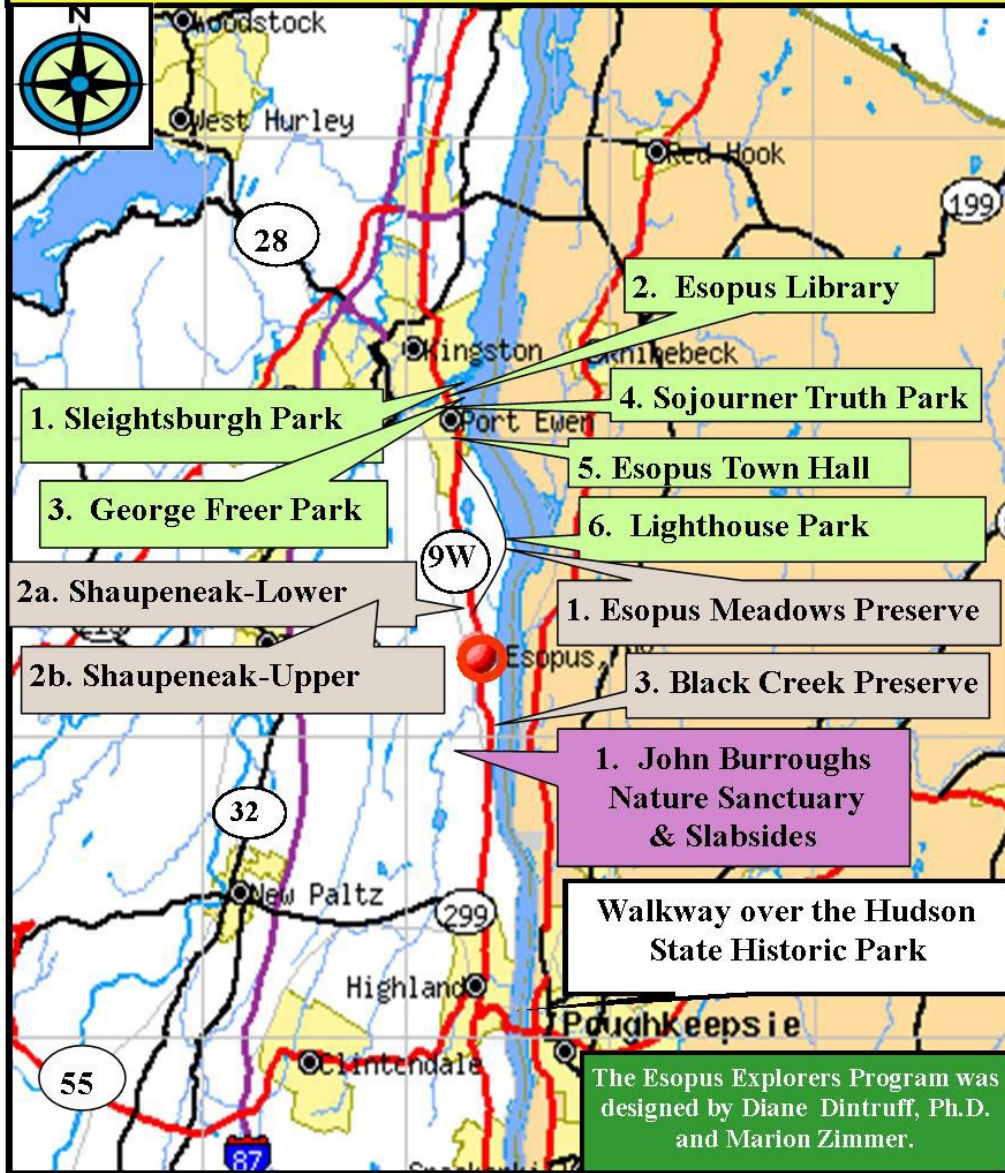 N
Woodstock
West Hurley
Red Hook
199
28
2. Esopus Library
Kingston
1. Sleightsburgh Park
4. Sojourner Truth Park
Port Ewen
5. Esopus Town Hall
3. George Freer Park
6. Lighthouse Park
9W
2a. Shaupeneak-Lower
1. Esopus Meadows Preserve
Esopus,
2b. Shaupeneak-Upper
3. Black Creek Preserve
1. John Burroughs
Nature Sanctuary
& Slabsides
32
New Paltz
299
Walkway over the Hudson
State Historic Park
Highland
Poughkeepsie
Clintondale
55
The Esopus Explorers Program was
designed by Diane Dintruff, Ph.D.
and Marion Zimmer.
87